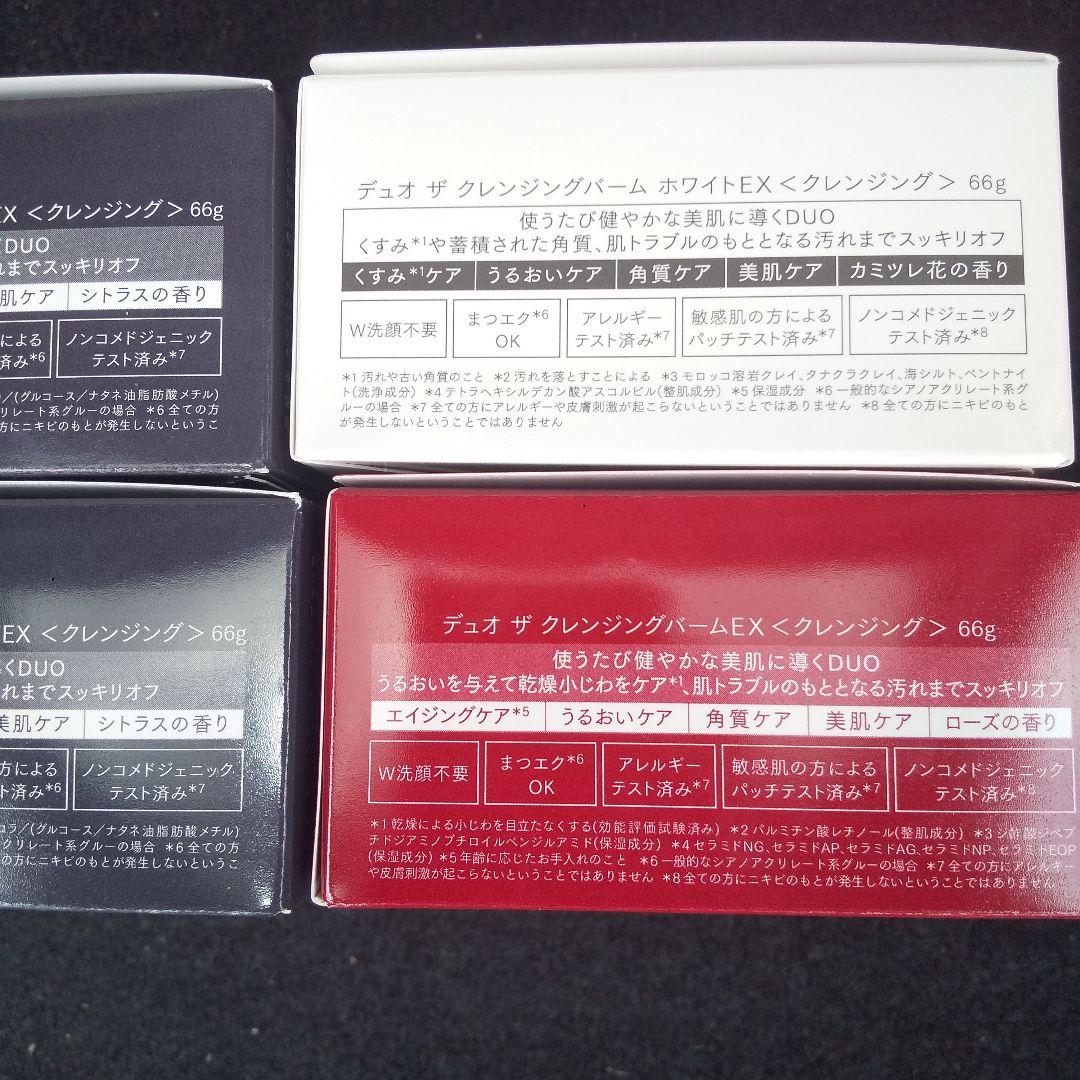 EX＜クレンジング＞66g
くDUO
れまでスッキリオフ
肌ケア シトラスの香り
による
済み*6
ノンコメドジェニック
テスト済み*7
/(グルコース/ナタネ油脂肪酸メチル)
クリレート系グルーの場合 *6全ての方
方にニキビのもとが発生しないというこ
デュオ ザ クレンジングバーム ホワイトEX＜クレンジング＞ 66g
使うたび健やかな美肌に導くDUO
くすみ*1や蓄積された角質、肌トラブルのもととなる汚れまでスッキリオフ
くすみ*1ケア うるおいケア 角質ケア 美肌ケア カミツレ花の香り
W洗顔不要
まつエク*6
OK
アレルギー
テスト済み*7
敏感肌の方による
パッチテスト済み*7
ノンコメドジェニック
テスト済み*8
*1汚れや古い角質のこと *2汚れを落とすことによる *3モロッコ溶岩クレイ、タナクラクレイ、海シルト、ベントナイ
ト(洗浄成分) *4テトラヘキシルデカン酸アスコルビル(整肌成分) *5保湿成分 *6一般的なシアノアクリレート系グ
ルーの場合 *7全ての方にアレルギーや皮膚刺激が起こらないということではありません *8全ての方にニキビのもと
が発生しないということではありません
EX＜クレンジング＞66g
くDUO
れまでスッキリオフ
美肌ケア シトラスの香り
方による
済み*6
ノンコメドジェニック
テスト済み*7
コラ/(グルコース/ナタネ油脂肪酸メチル)
クリレート系グルーの場合 *6全ての方
の方にニキビのもとが発生しないというこ
デュオ ザ クレンジングバームEX＜クレンジング＞ 66g
使うたび健やかな美肌に導くDUO
うるおいを与えて乾燥小じわをケア*1、肌トラブルのもととなる汚れまでスッキリオフ
エイジングケア*5 うるおいケア 角質ケア 美肌ケア ローズの香り
W洗顔不要
まつエク*6
OK
アレルギー
テスト済み*7
敏感肌の方による
パッチテスト済み*7
ノンコメドジェニック
テスト済み*8
*1乾燥による小じわを目立たなくする(効能評価試験済み) *2パルミチン酸レチノール(整肌成分) *3ジ酢酸ジペプ
チドジアミノブチロイルベンジルアミド(保湿成分) *4セラミドNG、セラミドAP、セラミドAG、セラミドNP、セラミドEOP
(保湿成分) *5年齢に応じたお手入れのこと *6一般的なシアノアクリレート系グルーの場合 *7全ての方にアレルギー
や皮膚刺激が起こらないということではありません *8全ての方にニキビのもとが発生しないということではありません